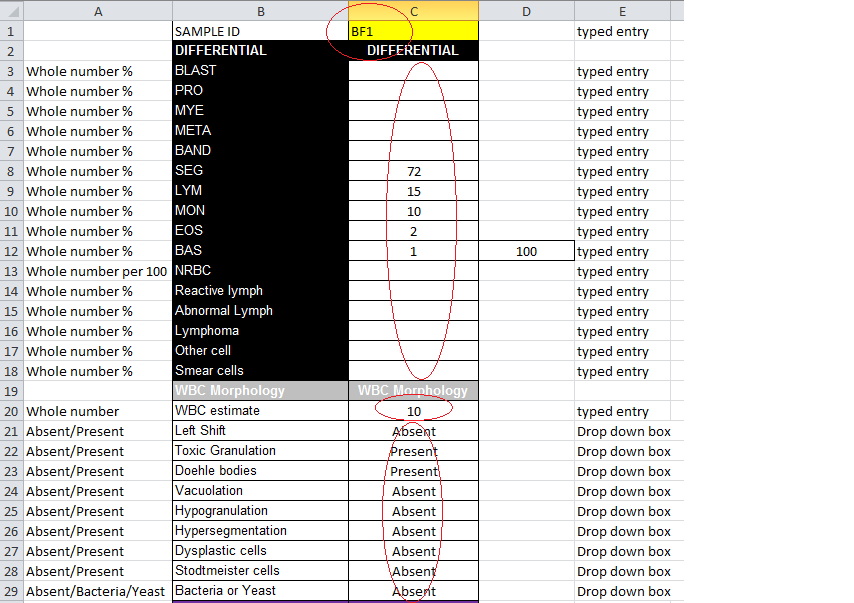 A B C D E
1 SAMPLE ID BF1 typed entry
2 DIFFERENTIAL DIFFERENTIAL
3 Whole number % BLAST typed entry
4 Whole number % PRO typed entry
5 Whole number % MYE typed entry
6 Whole number % META typed entry
7 Whole number % BAND typed entry
8 Whole number % SEG 72 typed entry
9 Whole number % LYM 15 typed entry
10 Whole number % MON 10 typed entry
11 Whole number % EOS 2 typed entry
12 Whole number % BAS 1 100 typed entry
13 Whole number per 100 NRBC typed entry
14 Whole number % Reactive lymph typed entry
15 Whole number % Abnormal Lymph typed entry
16 Whole number % Lymphoma typed entry
17 Whole number % Other cell typed entry
18 Whole number % Smear cells typed entry
19 WBC Morphology WBC Morphology
20 Whole number WBC estimate 10 typed entry
21 Absent/Present Left Shift Absent Drop down box
22 Absent/Present Toxic Granulation Present Drop down box
23 Absent/Present Doehle bodies Present Drop down box
24 Absent/Present Vacuolation Absent Drop down box
25 Absent/Present Hypogranulation Absent Drop down box
26 Absent/Present Hypersegmentation Absent Drop down box
27 Absent/Present Dysplastic cells Absent Drop down box
28 Absent/Present Stodtmeister cells Absent Drop down box
29 Absent/Bacteria/Yeast Bacteria or Yeast Absent Drop down box